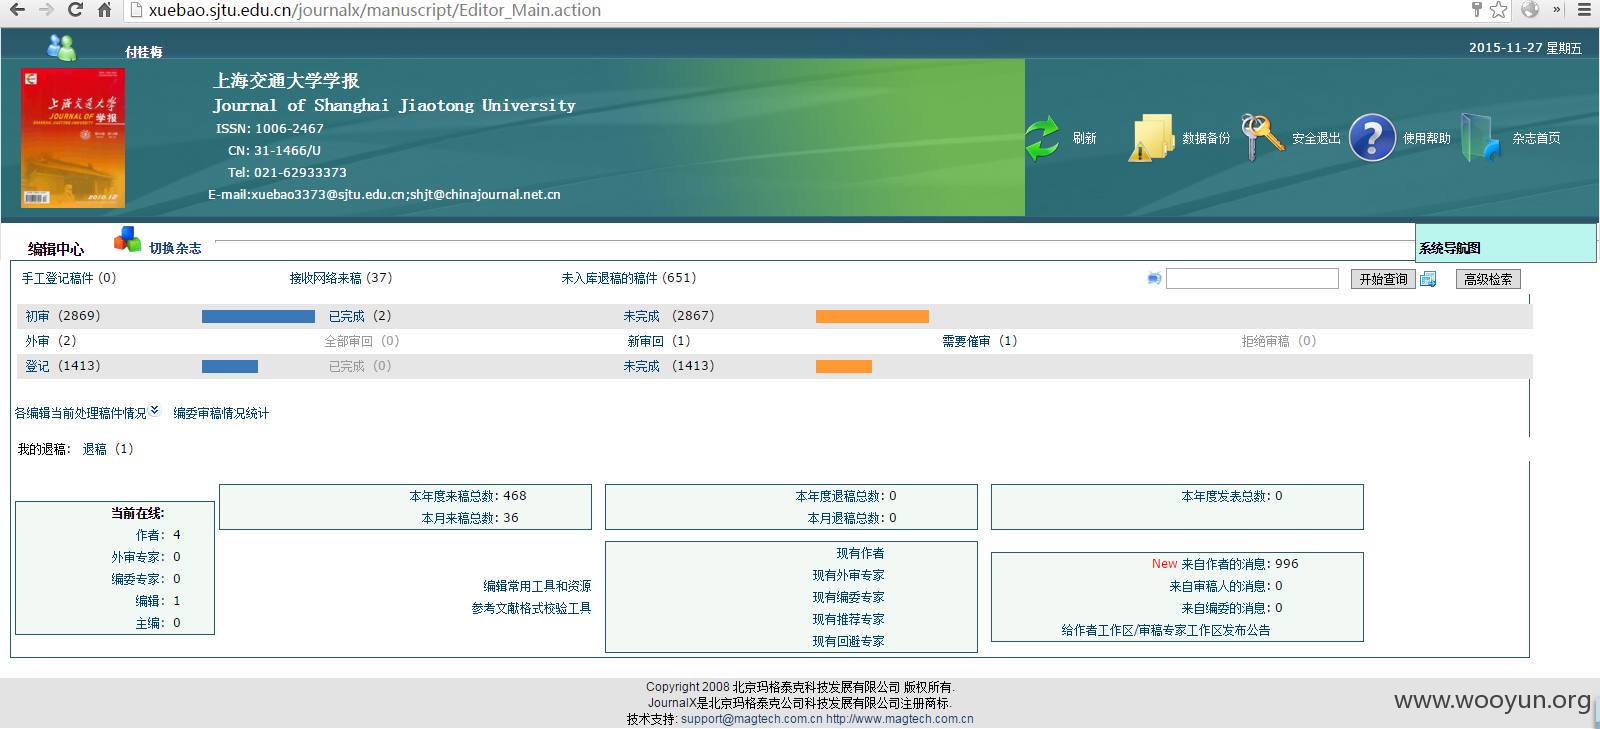 xuebao.sjtu.edu.cn/journalx/manuscript/Editor_Main.action
付桂梅
2015-11-27 星期五
上海交通大学学报
Journal of Shanghai Jiaotong University
ISSN: 1006-2467
CN: 31-1466/U
Tel: 021-62933373
E-mail:xuebao3373@sjtu.edu.cn;shjt@chinajournal.net.cn
上海交通大学
学报
JOURNAL OF
SHANGHAI JIAOTONG UNIVERSITY
2010.12
刷新
数据备份
安全退出
使用帮助
杂志首页
编辑中心
切换杂志
系统导航图
手工登记稿件 (0) 接收网络来稿 (37) 未入库退稿的稿件 (651)
开始查询
高级检索
初审 (2869) 已完成 (2) 未完成 (2867)
外审 (2) 全部审回 (0) 新审回 (1) 需要催审 (1) 拒绝审稿 (0)
登记 (1413) 已完成 (0) 未完成 (1413)
各编辑当前处理稿件情况 编委审稿情况统计
我的退稿: 退稿 (1)
当前在线:
作者: 4
外审专家: 0
编委专家: 0
编辑: 1
主编: 0
本年度来稿总数: 468
本月来稿总数: 36
编辑常用工具和资源
参考文献格式校验工具
本年度退稿总数: 0
本月退稿总数: 0
现有作者
现有外审专家
现有编委专家
现有推荐专家
现有回避专家
本年度发表总数: 0
New 来自作者的消息: 996
来自审稿人的消息: 0
来自编委的消息: 0
给作者工作区/审稿专家工作区发布公告
Copyright 2008 北京玛格泰克科技发展有限公司 版权所有.
JournalX是北京玛格泰克公司科技发展有限公司注册商标.
技术支持: support@magtech.com.cn http://www.magtech.com.cn
www.wooyun.org